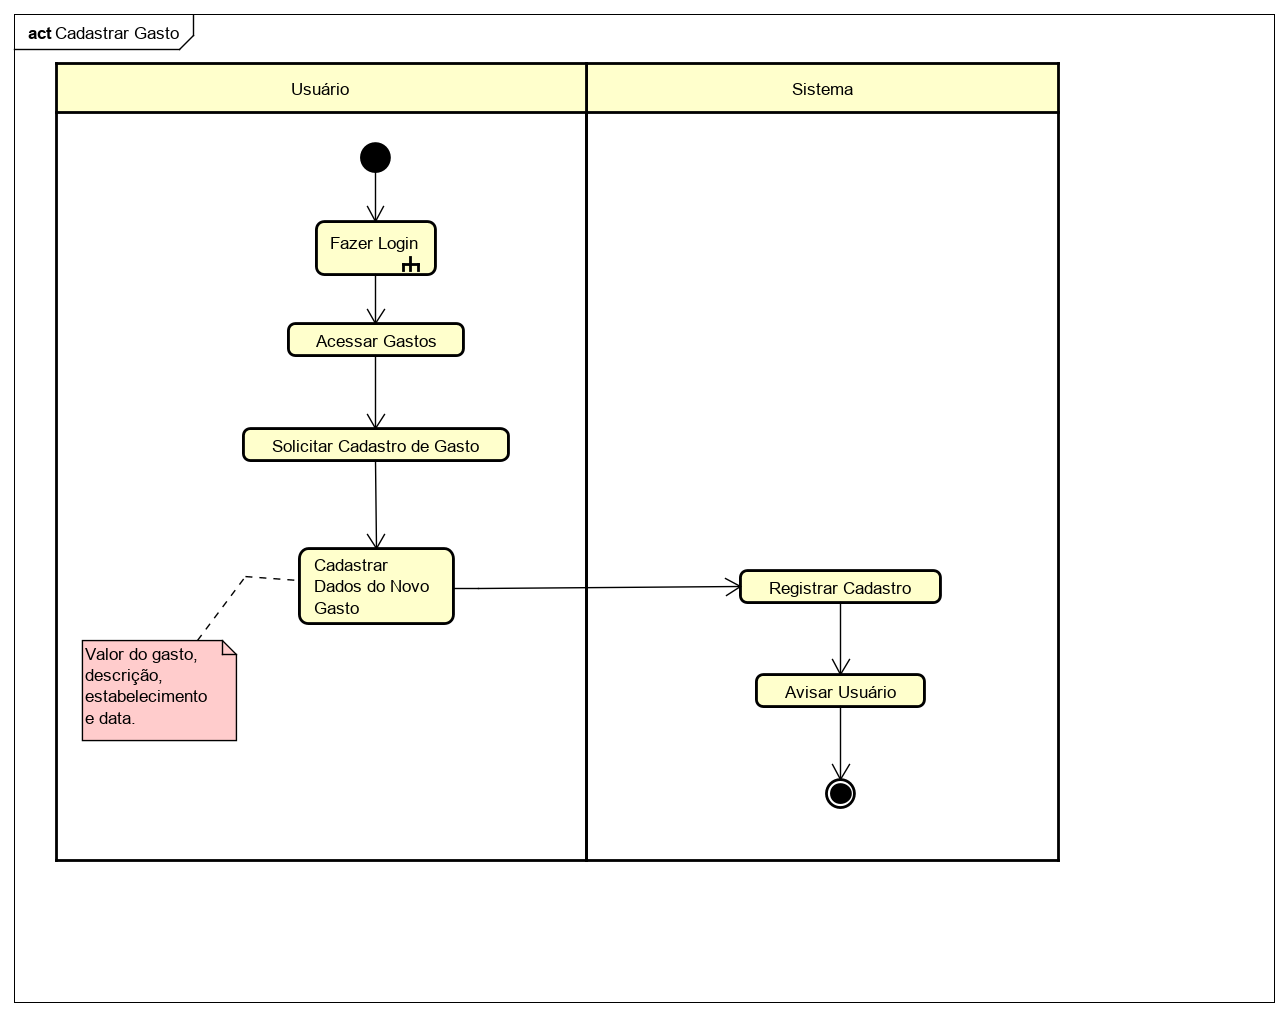 act Cadastrar Gasto
Usuário
Sistema
Fazer Login
Acessar Gastos
Solicitar Cadastro de Gasto
Cadastrar
Dados do Novo
Gasto
Registrar Cadastro
Valor do gasto,
descrição,
estabelecimento
e data.
Avisar Usuário